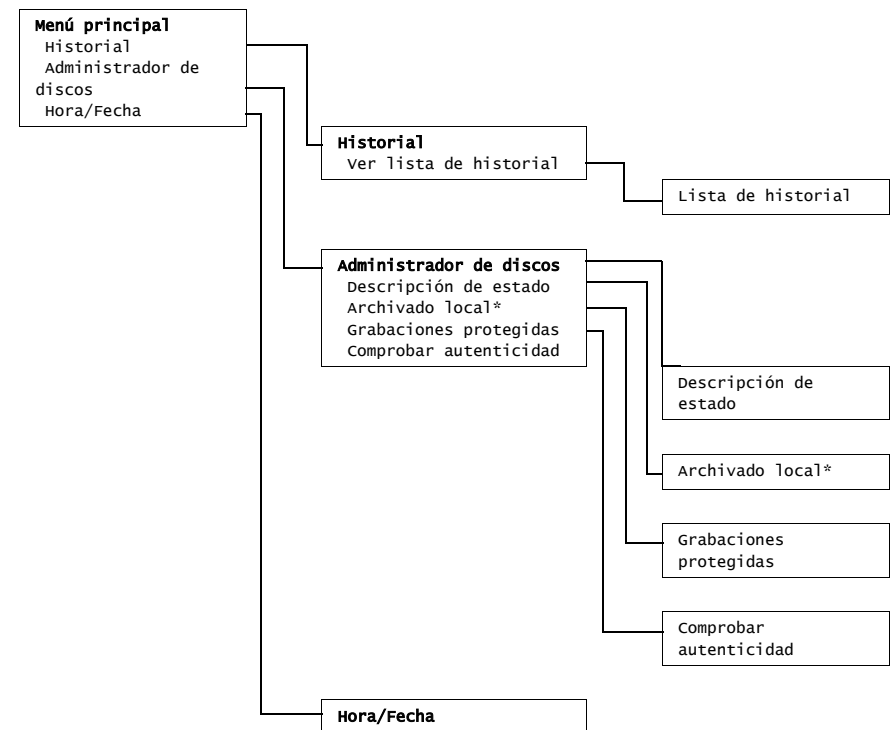 Menú principal
Historial
Administrador de
discos
Hora/Fecha
Historial
Ver lista de historial
Lista de historial
Administrador de discos
Descripción de estado
Archivado local*
Grabaciones protegidas
Comprobar autenticidad
Descripción de
estado
Archivado local*
Grabaciones
protegidas
Comprobar
autenticidad
Hora/Fecha